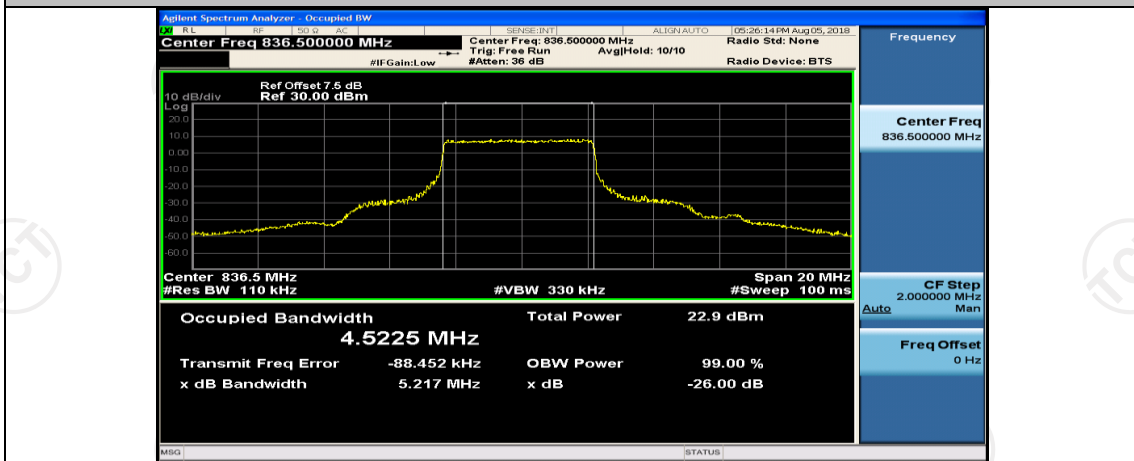 Agilent Spectrum Analyzer - Occupied BW
LXI RL RF 50 Ω AC SENSE:INT ALIGN AUTO 05:26:14 PM Aug 05, 2018
Center Freq 836.500000 MHz Center Freq: 836.500000 MHz Radio Std: None
Trig: Free Run Avg|Hold: 10/10
#IFGain:Low #Atten: 36 dB Radio Device: BTS
Frequency
Ref Offset 7.5 dB
10 dB/div Ref 30.00 dBm
Log
20.0
10.0
0.00
-10.0
-20.0
-30.0
-40.0
-50.0
-60.0
Center 836.5 MHz Span 20 MHz
#Res BW 110 kHz #VBW 330 kHz #Sweep 100 ms
Occupied Bandwidth Total Power 22.9 dBm
4.5225 MHz
Transmit Freq Error -88.452 kHz OBW Power 99.00 %
x dB Bandwidth 5.217 MHz x dB -26.00 dB
Center Freq
836.500000 MHz
CF Step
2.000000 MHz
Auto Man
Freq Offset
0 Hz
MSG STATUS